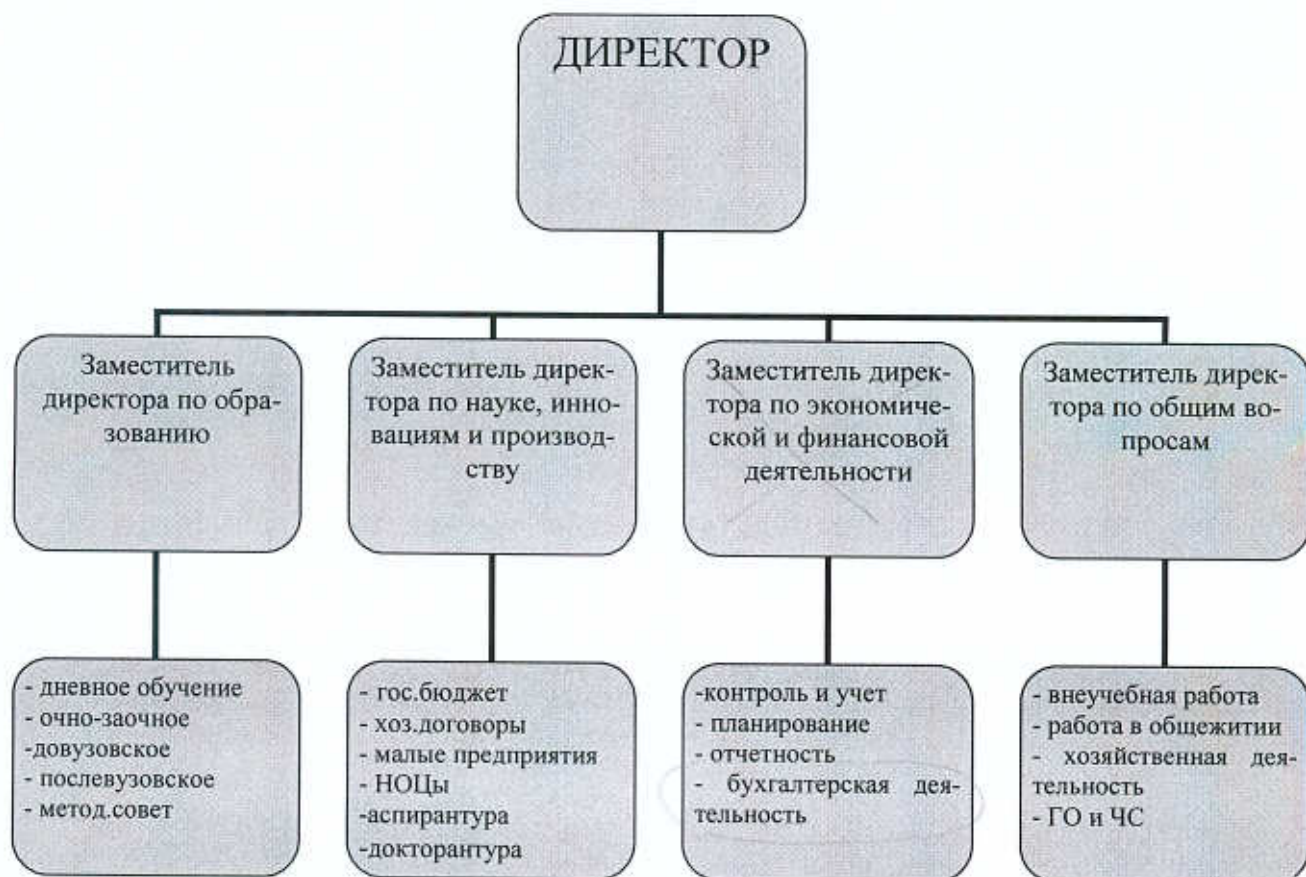 ДИРЕКТОР
Заместитель
директора по обра-
зованию
Заместитель дирек-
тора по науке, инно-
вациям и производ-
ству
Заместитель дирек-
тора по экономиче-
ской и финансовой
деятельности
Заместитель дирек-
тора по общим во-
просам
- дневное обучение
- очно-заочное
-довузовское
- послевузовское
- метод.совет
- гос.бюджет
- хоз.договоры
- малые предприятия
- НОЦы
-аспирантура
-докторантура
-контроль и учет
- планирование
- отчетность
- бухгалтерская дея-
тельность
- внеучебная работа
- работа в общежитии
- хозяйственная дея-
тельность
- ГО и ЧС